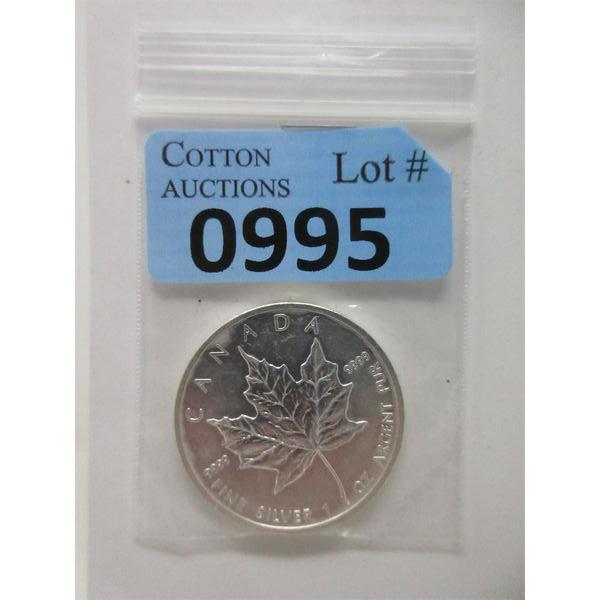 COTTON
AUCTIONS
Lot #
0995
CANADA
9999
9999
FINE SILVER 1 OZ ARGENT PUR